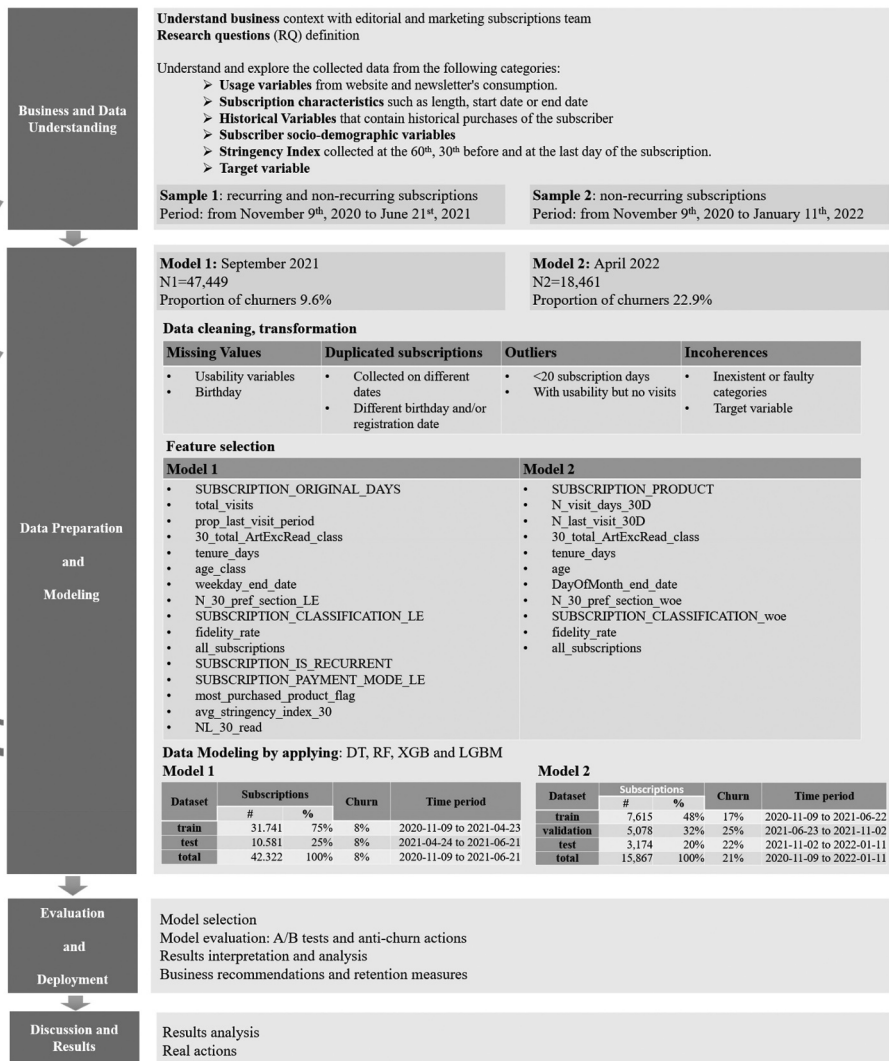 Business and Data
Understanding
Understand business context with editorial and marketing subscriptions team
Research questions (RQ) definition
Understand and explore the collected data from the following categories:
➢ Usage variables from website and newsletter's consumption.
➢ Subscription characteristics such as length, start date or end date
➢ Historical Variables that contain historical purchases of the subscriber
➢ Subscriber socio-demographic variables
➢ Stringency Index collected at the 60th, 30th before and at the last day of the subscription.
➢ Target variable
Sample 1: recurring and non-recurring subscriptions
Period: from November 9th, 2020 to June 21st, 2021
Sample 2: non-recurring subscriptions
Period: from November 9th, 2020 to January 11th, 2022
Data Preparation
and
Modeling
Model 1: September 2021
N1=47,449
Proportion of churners 9.6%
Model 2: April 2022
N2=18,461
Proportion of churners 22.9%
Data cleaning, transformation
Missing Values Duplicated subscriptions Outliers Incoherences
• Usability variables
• Birthday
• Collected on different
dates
• Different birthday and/or
registration date
• <20 subscription days
• With usability but no visits
• Inexistent or faulty
categories
• Target variable
Feature selection
Model 1
• SUBSCRIPTION_ORIGINAL_DAYS
• total_visits
• prop_last_visit_period
• 30_total_ArtExcRead_class
• tenure_days
• age_class
• weekday_end_date
• N_30_pref_section_LE
• SUBSCRIPTION_CLASSIFICATION_LE
• fidelity_rate
• all_subscriptions
• SUBSCRIPTION_IS_RECURRENT
• SUBSCRIPTION_PAYMENT_MODE_LE
• most_purchased_product_flag
• avg_stringency_index_30
• NL_30_read
Model 2
• SUBSCRIPTION_PRODUCT
• N_visit_days_30D
• N_last_visit_30D
• 30_total_ArtExcRead_class
• tenure_days
• age
• DayOfMonth_end_date
• N_30_pref_section_woe
• SUBSCRIPTION_CLASSIFICATION_woe
• fidelity_rate
• all_subscriptions
Data Modeling by applying: DT, RF, XGB and LGBM
Model 1
Dataset Subscriptions Churn Time period
# %
train 31.741 75% 8% 2020-11-09 to 2021-04-23
test 10.581 25% 8% 2021-04-24 to 2021-06-21
total 42.322 100% 8% 2020-11-09 to 2021-06-21
Model 2
Dataset Subscriptions Churn Time period
# %
train 7,615 48% 17% 2020-11-09 to 2021-06-22
validation 5,078 32% 25% 2021-06-23 to 2021-11-02
test 3,174 20% 22% 2021-11-02 to 2022-01-11
total 15,867 100% 21% 2020-11-09 to 2022-01-11
Evaluation
and
Deployment
Model selection
Model evaluation: A/B tests and anti-churn actions
Results interpretation and analysis
Business recommendations and retention measures
Discussion and
Results
Results analysis
Real actions